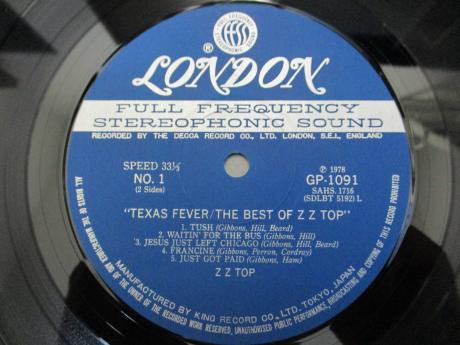 FULL FREQUENCY STEREOPHONIC SOUND
ffss
®
LONDON
FULL FREQUENCY
STEREOPHONIC SOUND
RECORDED BY THE DECCA RECORD CO., LTD. LONDON, S.E.I., ENGLAND
SPEED 33⅓
NO. 1
(2 Sides)
Ⓟ 1978
GP-1091
SAHS. 1716
(SDLBT 5192) L
"TEXAS FEVER/THE BEST OF Z Z TOP"
1. TUSH (Gibbons, Hill, Beard)
2. WAITIN' FOR THE BUS (Gibbons, Hill)
3. JESUS JUST LEFT CHICAGO (Gibbons, Hill, Beard)
4. FRANCINE (Gibbons, Perron, Cordray)
5. JUST GOT PAID (Gibbons, Ham)
Z Z TOP
MANUFACTURED BY KING RECORD CO., LTD. TOKYO, JAPAN
ALL RIGHTS OF THE MANUFACTURER AND OF THE OWNER OF THE RECORDED WORK RESERVED, UNAUTHORISED PUBLIC PERFORMANCE, BROADCASTING AND COPYING OF THIS RECORD PROHIBITED